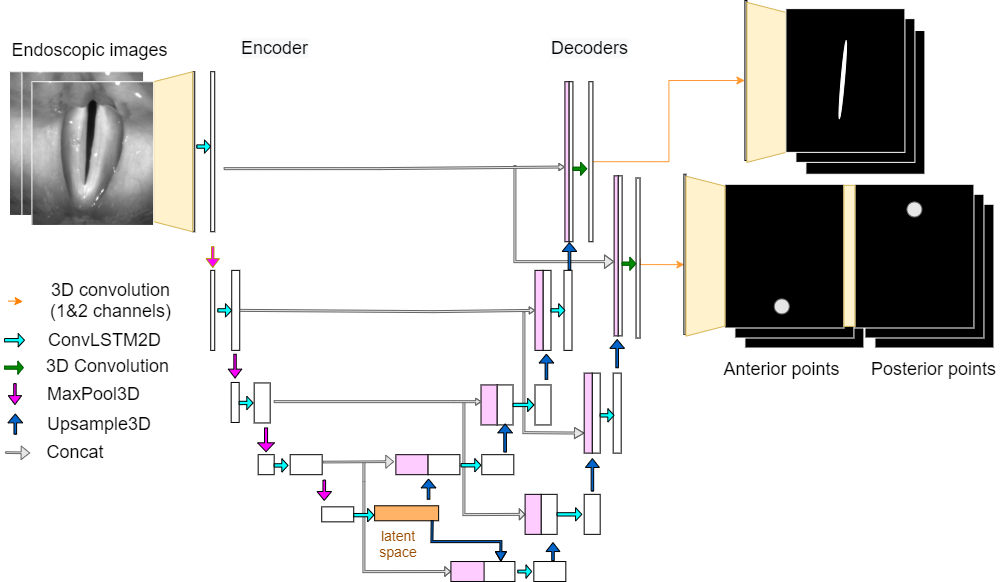 Endoscopic images
Encoder
Decoders
3D convolution
(1&2 channels)
ConvLSTM2D
3D Convolution
MaxPool3D
Upsample3D
Concat
latent
space
Anterior points
Posterior points